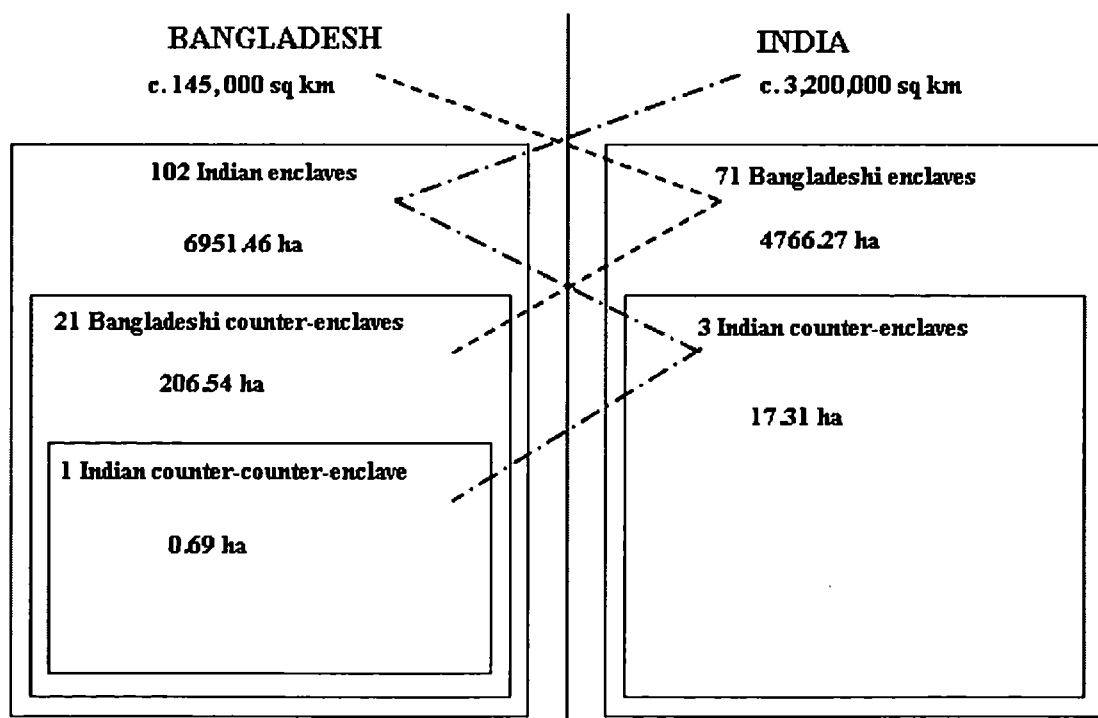 BANGLADESH
c. 145,000 sq km
102 Indian enclaves
6951.46 ha
21 Bangladeshi counter-enclaves
206.54 ha
1 Indian counter-counter-enclave
0.69 ha
INDIA
c. 3,200,000 sq km
71 Bangladeshi enclaves
4766.27 ha
3 Indian counter-enclaves
17.31 ha